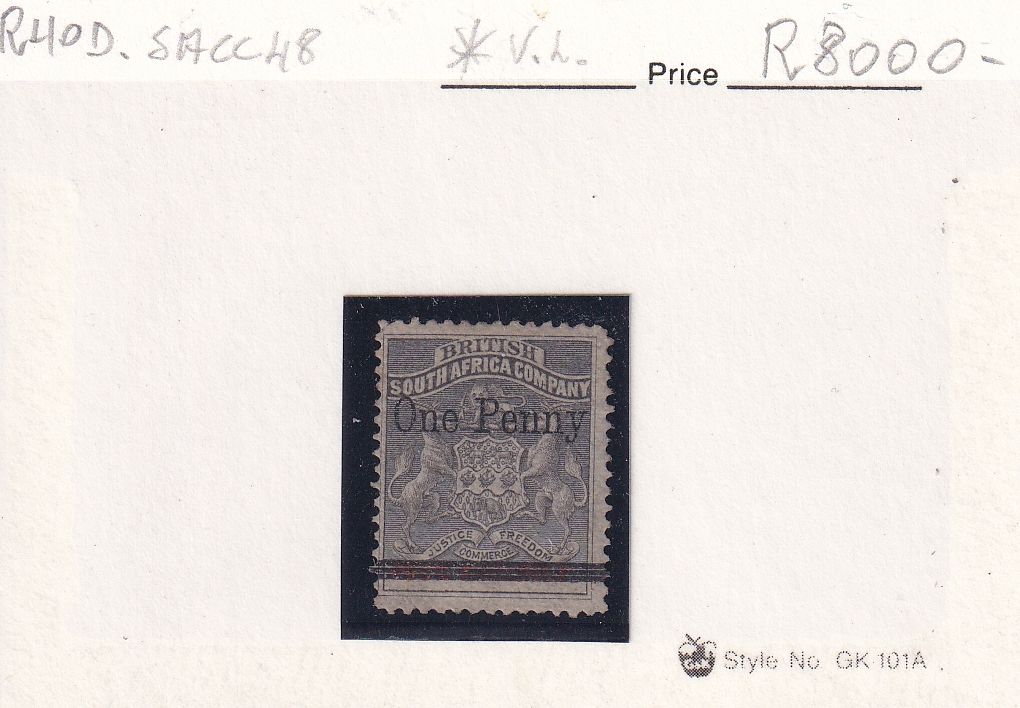 RHOD. SACC48 * V.L. Price R8000-
BRITISH
SOUTH AFRICA COMPANY
One Penny
JUSTICE FREEDOM
COMMERCE
Style No GK-101A